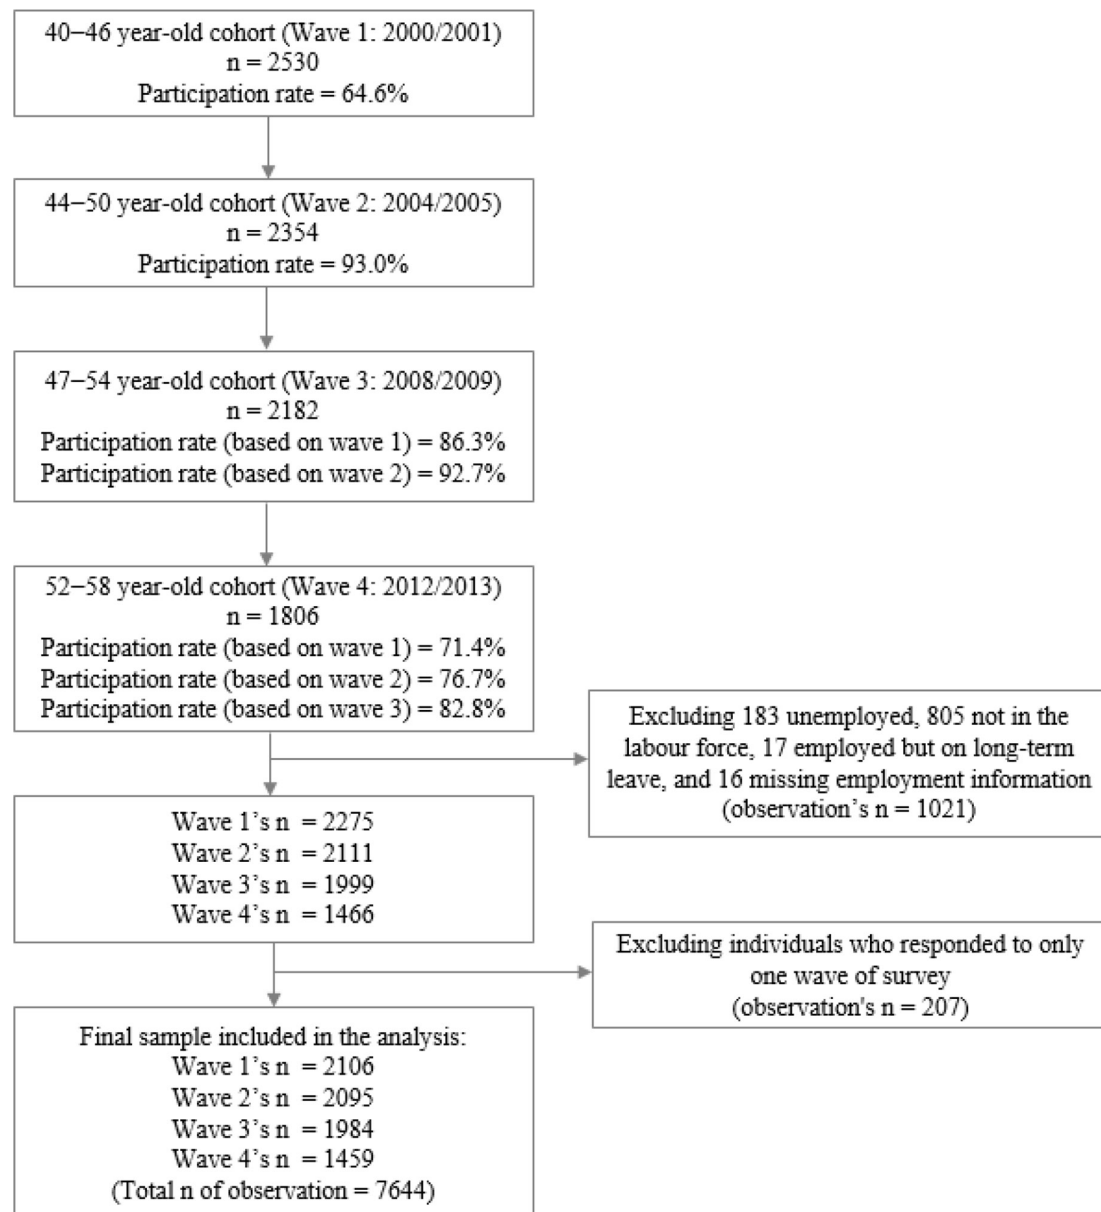 40–46 year-old cohort (Wave 1: 2000/2001)
n = 2530
Participation rate = 64.6%
44–50 year-old cohort (Wave 2: 2004/2005)
n = 2354
Participation rate = 93.0%
47–54 year-old cohort (Wave 3: 2008/2009)
n = 2182
Participation rate (based on wave 1) = 86.3%
Participation rate (based on wave 2) = 92.7%
52–58 year-old cohort (Wave 4: 2012/2013)
n = 1806
Participation rate (based on wave 1) = 71.4%
Participation rate (based on wave 2) = 76.7%
Participation rate (based on wave 3) = 82.8%
Excluding 183 unemployed, 805 not in the
labour force, 17 employed but on long-term
leave, and 16 missing employment information
(observation’s n = 1021)
Wave 1’s n = 2275
Wave 2’s n = 2111
Wave 3’s n = 1999
Wave 4’s n = 1466
Excluding individuals who responded to only
one wave of survey
(observation's n = 207)
Final sample included in the analysis:
Wave 1’s n = 2106
Wave 2’s n = 2095
Wave 3’s n = 1984
Wave 4’s n = 1459
(Total n of observation = 7644)